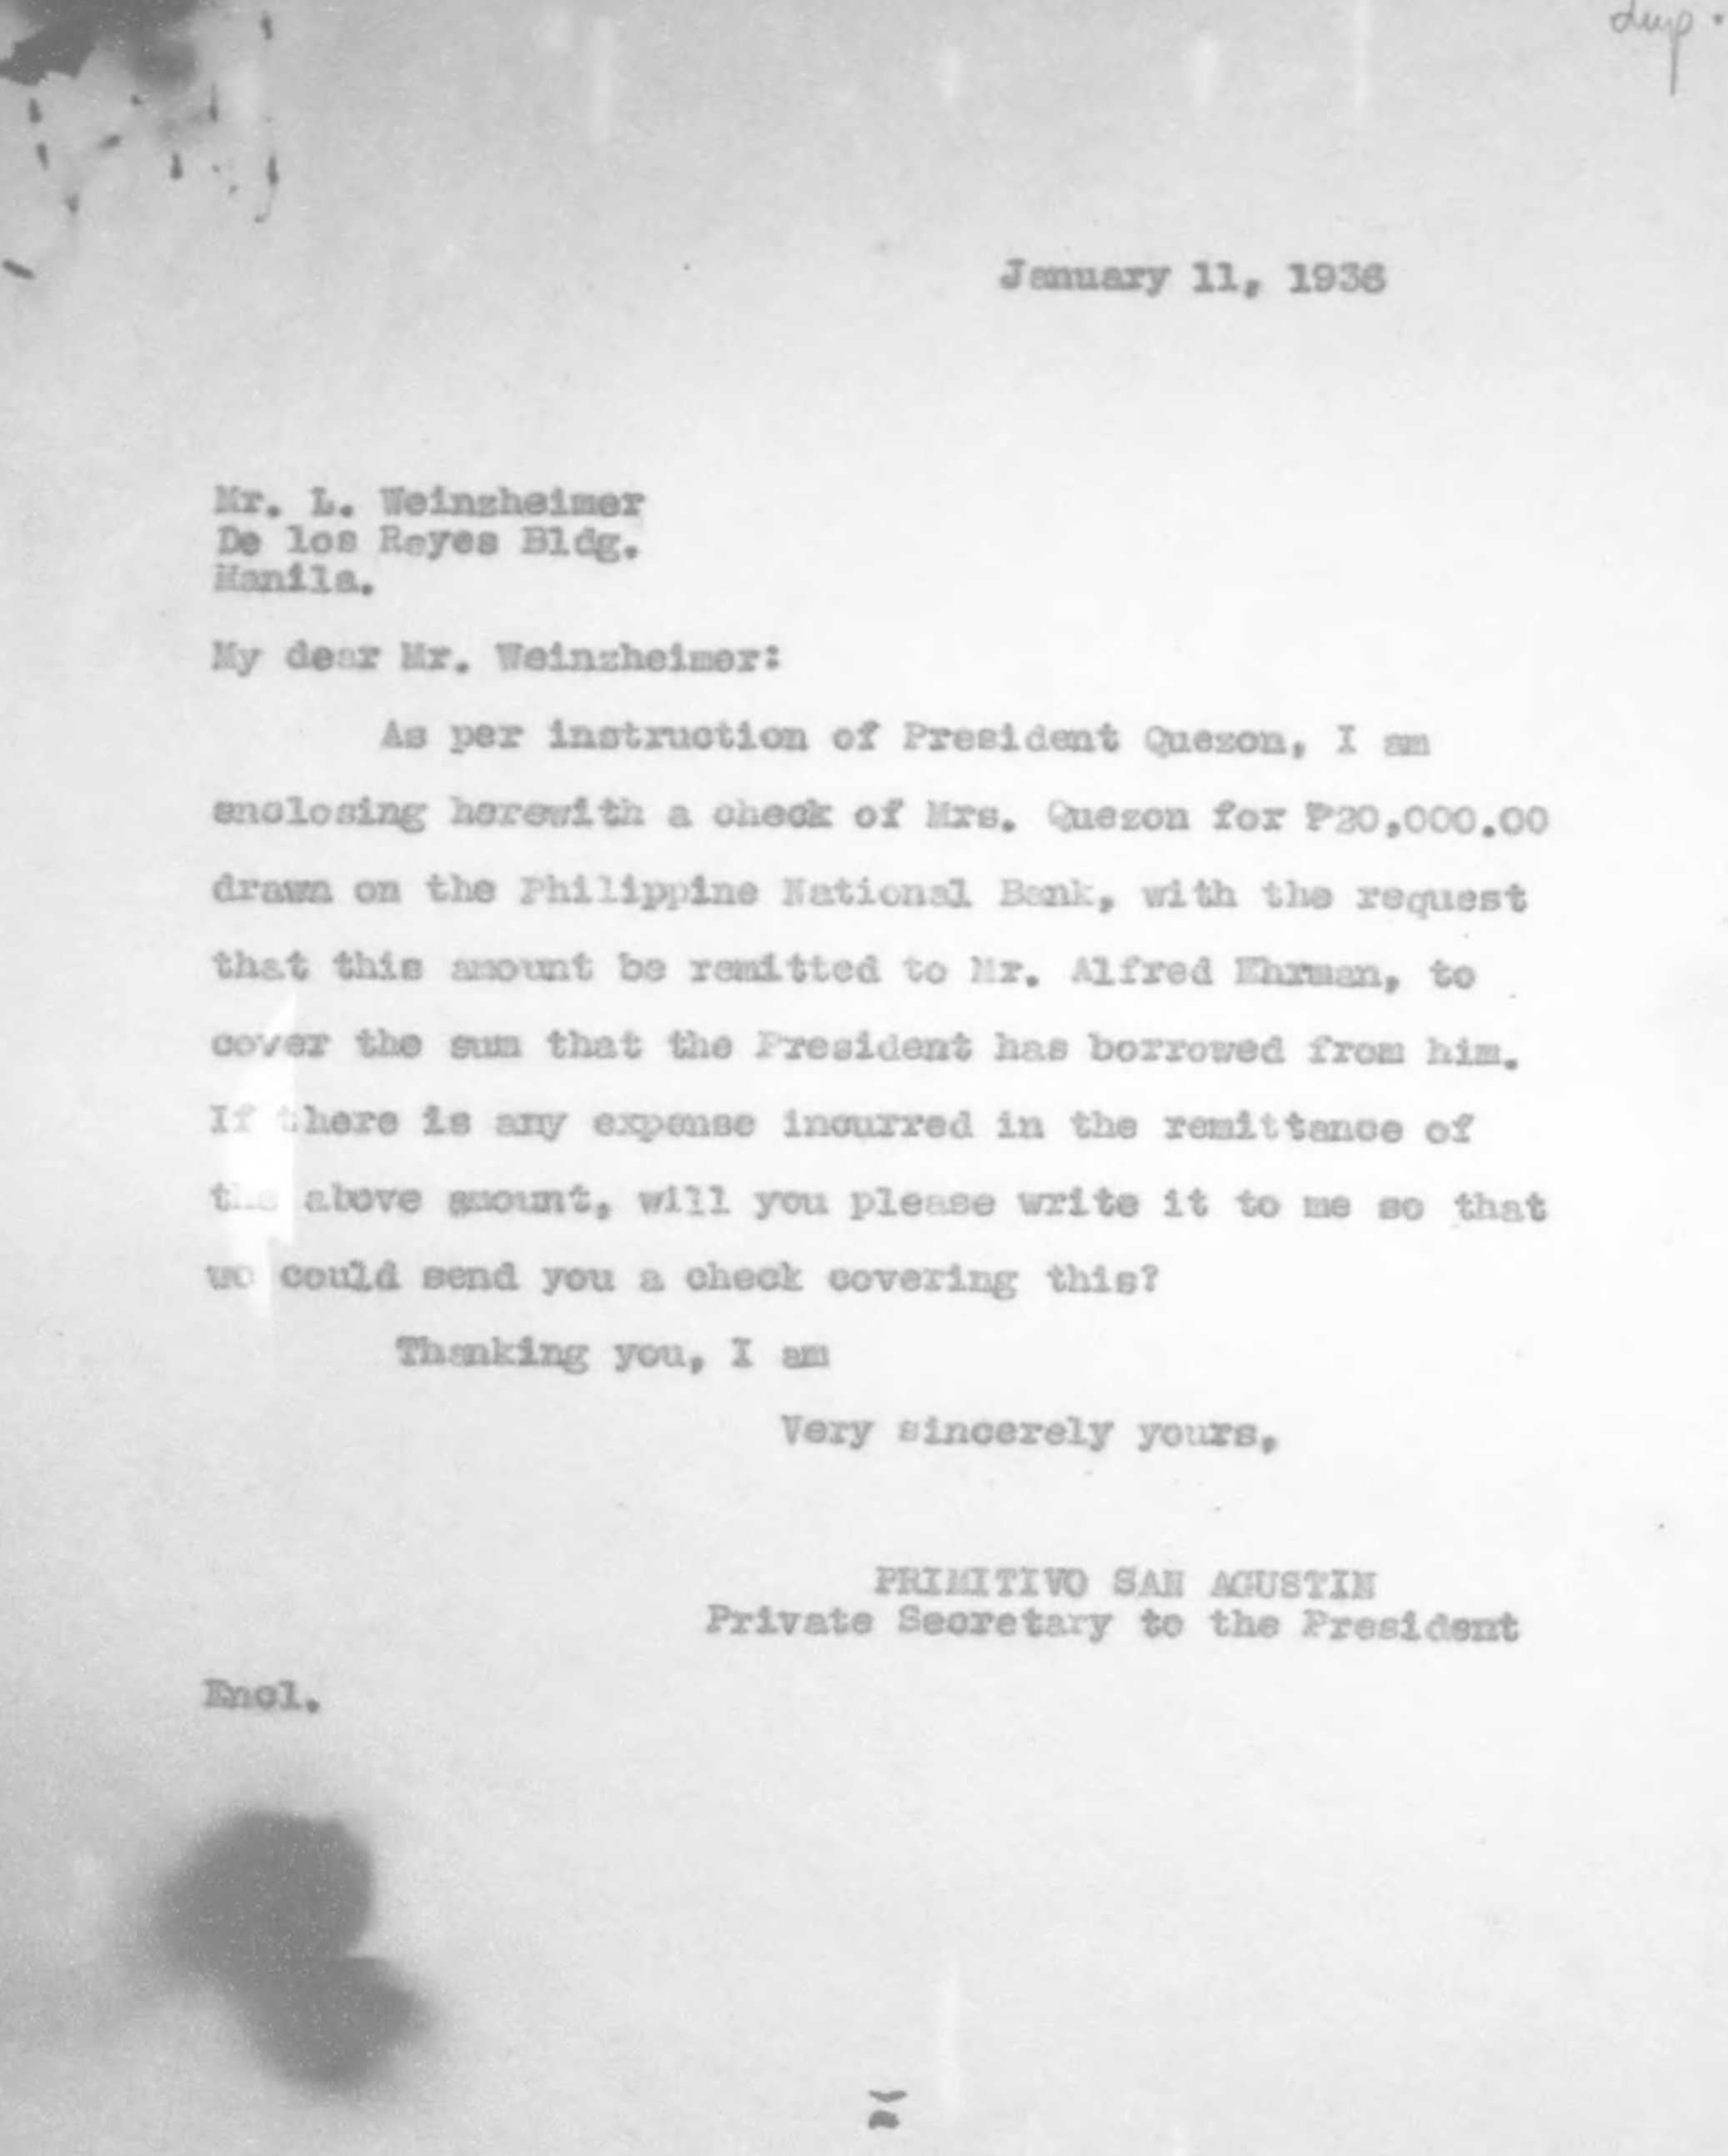 dup.
January 11, 1936
Mr. L. Weinzheimer
De los Reyes Bldg.
Manila.
My dear Mr. Weinzheimer:
As per instruction of President Quezon, I am
enclosing herewith a check of Mrs. Quezon for ₱20,000.00
drawn on the Philippine National Bank, with the request
that this amount be remitted to Mr. Alfred Ehrman, to
cover the sum that the President has borrowed from him.
If there is any expense incurred in the remittance of
the above amount, will you please write it to me so that
we could send you a check covering this?
Thanking you, I am
Very sincerely yours,
PRIMITIVO SAN AGUSTIN
Private Secretary to the President
Encl.